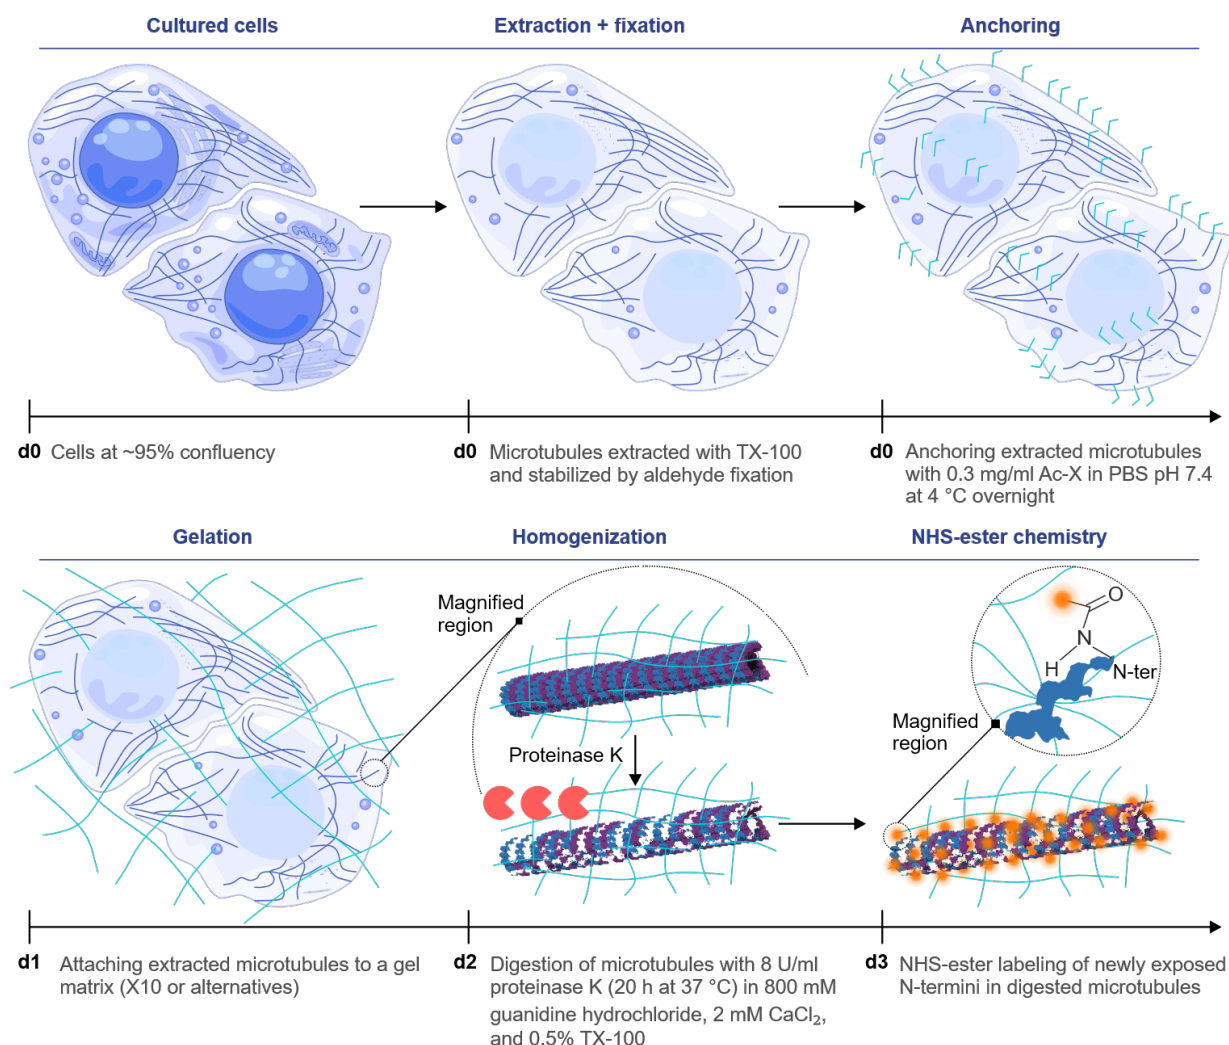 Cultured cells
Extraction + fixation
Anchoring
d0 Cells at ~95% confluency
d0 Microtubules extracted with TX-100
and stabilized by aldehyde fixation
d0 Anchoring extracted microtubules
with 0.3 mg/ml Ac-X in PBS pH 7.4
at 4 °C overnight
Gelation
Homogenization
NHS-ester chemistry
Magnified
region
Proteinase K
O
N
H
N-ter
Magnified
region
d1 Attaching extracted microtubules to a gel
matrix (X10 or alternatives)
d2 Digestion of microtubules with 8 U/ml
proteinase K (20 h at 37 °C) in 800 mM
guanidine hydrochloride, 2 mM CaCl₂,
and 0.5% TX-100
d3 NHS-ester labeling of newly exposed
N-termini in digested microtubules